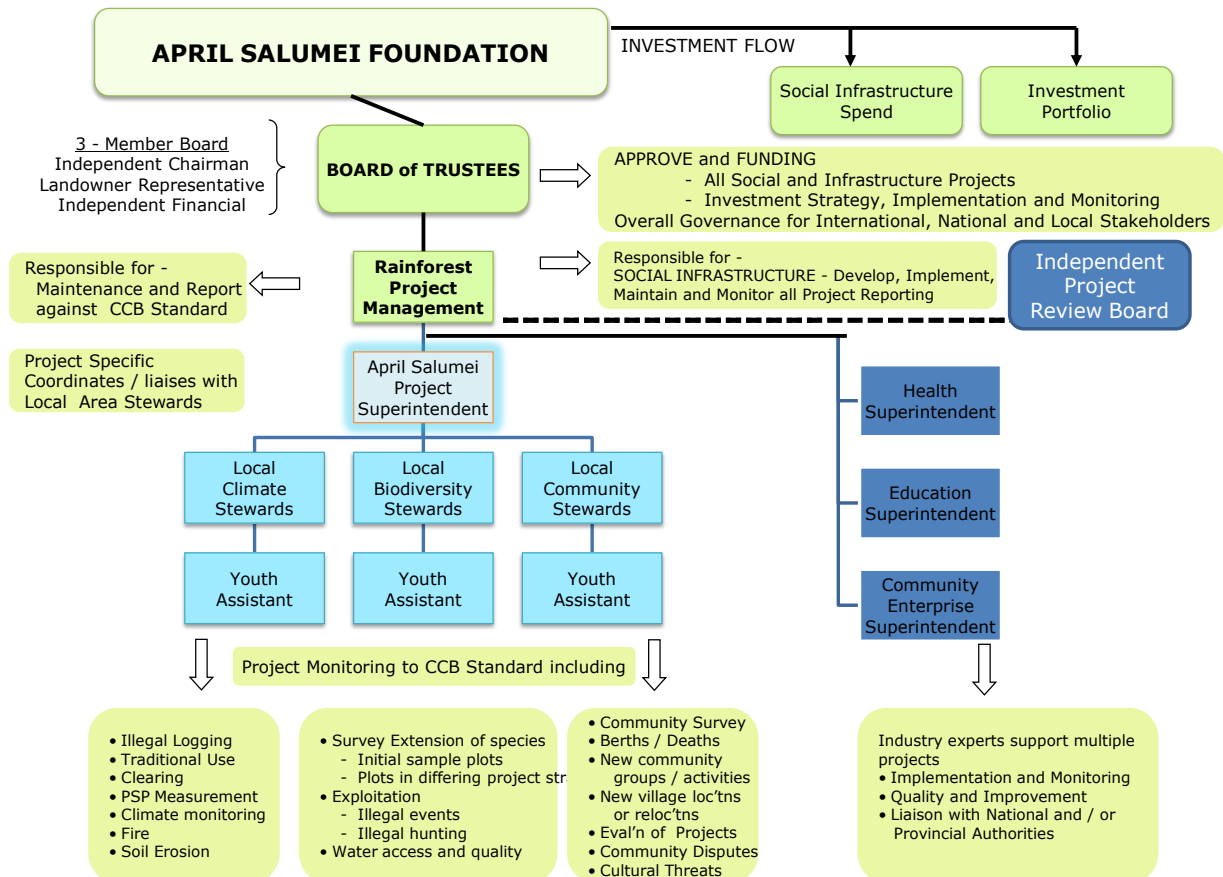 APRIL SALUMEI FOUNDATION
INVESTMENT FLOW
Social Infrastructure
Spend
Investment
Portfolio
3 - Member Board
Independent Chairman
Landowner Representative
Independent Financial
BOARD of TRUSTEES
APPROVE and FUNDING
- All Social and Infrastructure Projects
- Investment Strategy, Implementation and Monitoring
Overall Governance for International, National and Local Stakeholders
Responsible for -
Maintenance and Report
against CCB Standard
Rainforest
Project
Management
Responsible for -
SOCIAL INFRASTRUCTURE - Develop, Implement,
Maintain and Monitor all Project Reporting
Independent
Project
Review Board
Project Specific
Coordinates / liaises with
Local Area Stewards
April Salumei
Project
Superintendent
Health
Superintendent
Local
Climate
Stewards
Local
Biodiversity
Stewards
Local
Community
Stewards
Education
Superintendent
Youth
Assistant
Youth
Assistant
Youth
Assistant
Community
Enterprise
Superintendent
Project Monitoring to CCB Standard including
• Illegal Logging
• Traditional Use
• Clearing
• PSP Measurement
• Climate monitoring
• Fire
• Soil Erosion
• Survey Extension of species
- Initial sample plots
- Plots in differing project stra
• Exploitation
- Illegal events
- Illegal hunting
• Water access and quality
• Community Survey
• Berths / Deaths
• New community
groups / activities
• New village loc'tns
or reloc'tns
• Eval'n of Projects
• Community Disputes
• Cultural Threats
Industry experts support multiple
projects
• Implementation and Monitoring
• Quality and Improvement
• Liaison with National and / or
Provincial Authorities